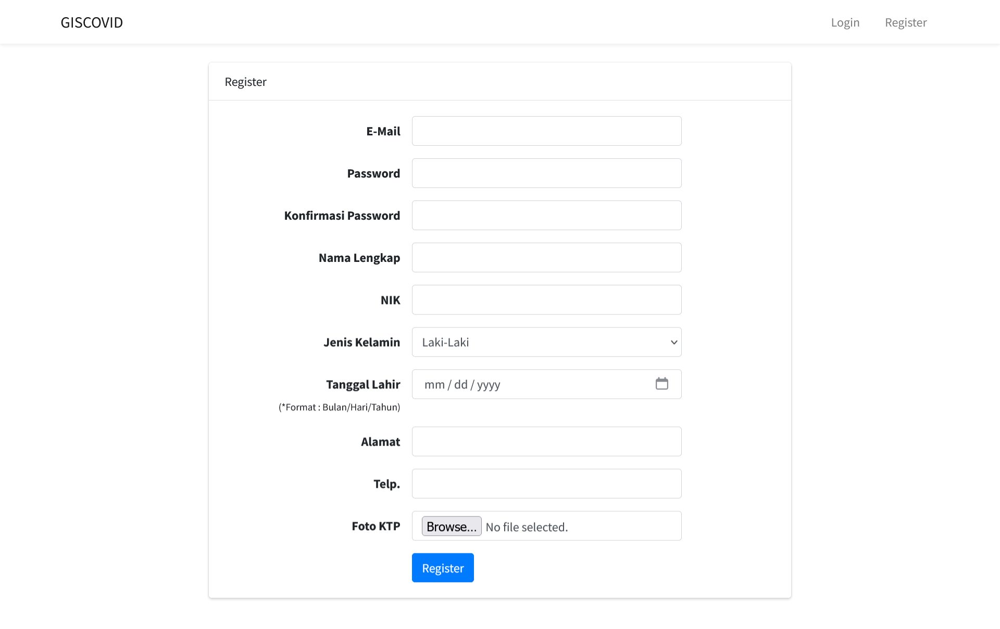 GISCOVID
Login
Register
Register
E-Mail
Password
Konfirmasi Password
Nama Lengkap
NIK
Jenis Kelamin
Laki-Laki
Tanggal Lahir
mm / dd / yyyy
(*Format : Bulan/Hari/Tahun)
Alamat
Telp.
Foto KTP
Browse... No file selected.
Register